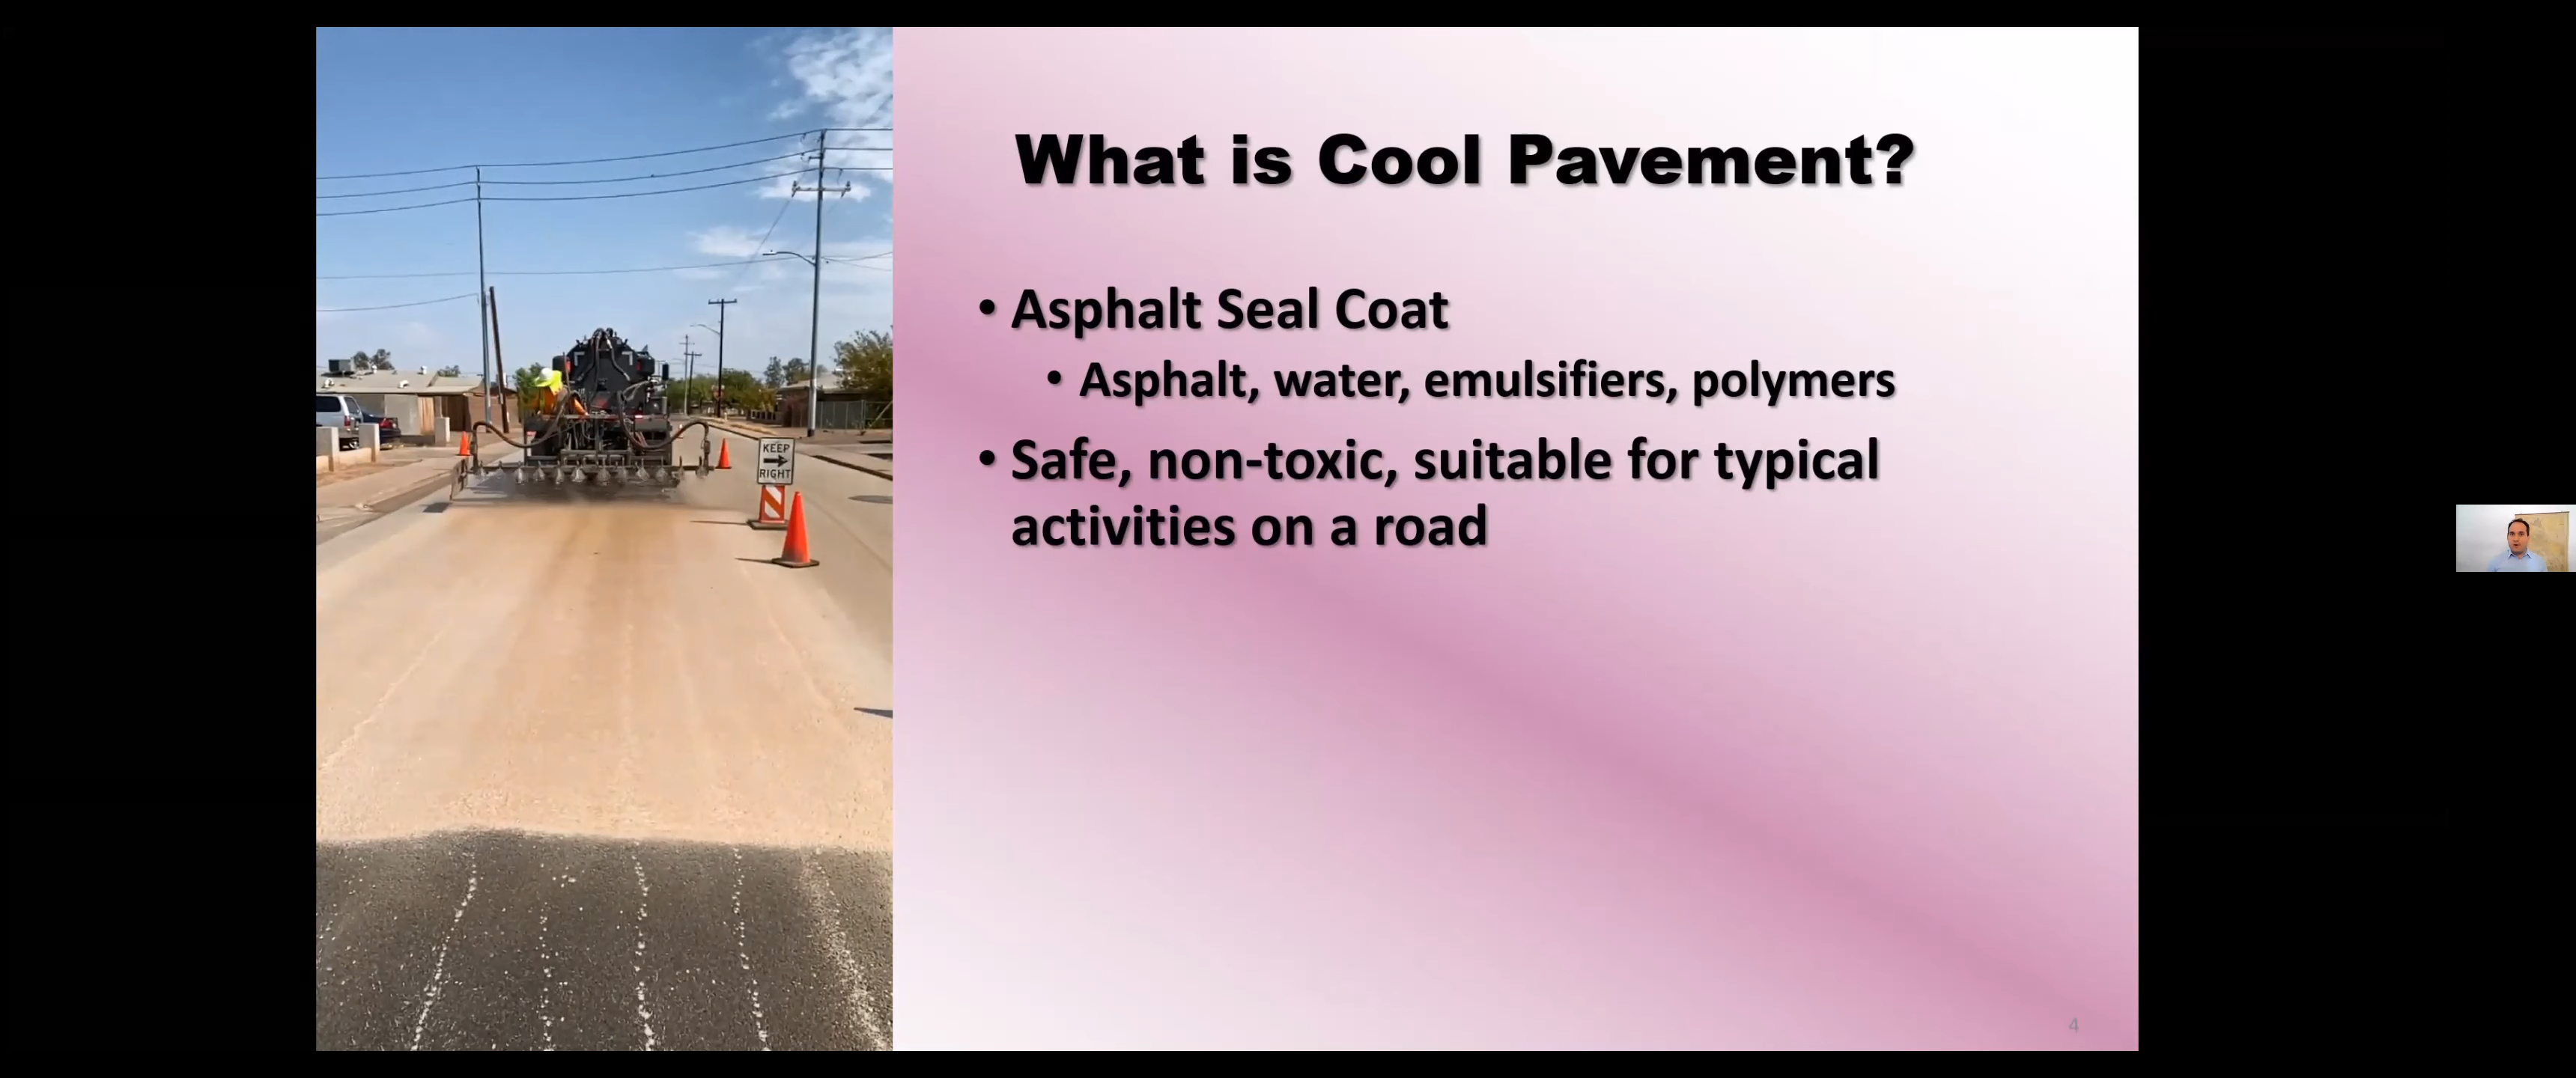 What is Cool Pavement?
• Asphalt Seal Coat
• Asphalt, water, emulsifiers, polymers
• Safe, non-toxic, suitable for typical
activities on a road
KEEP
RIGHT
4